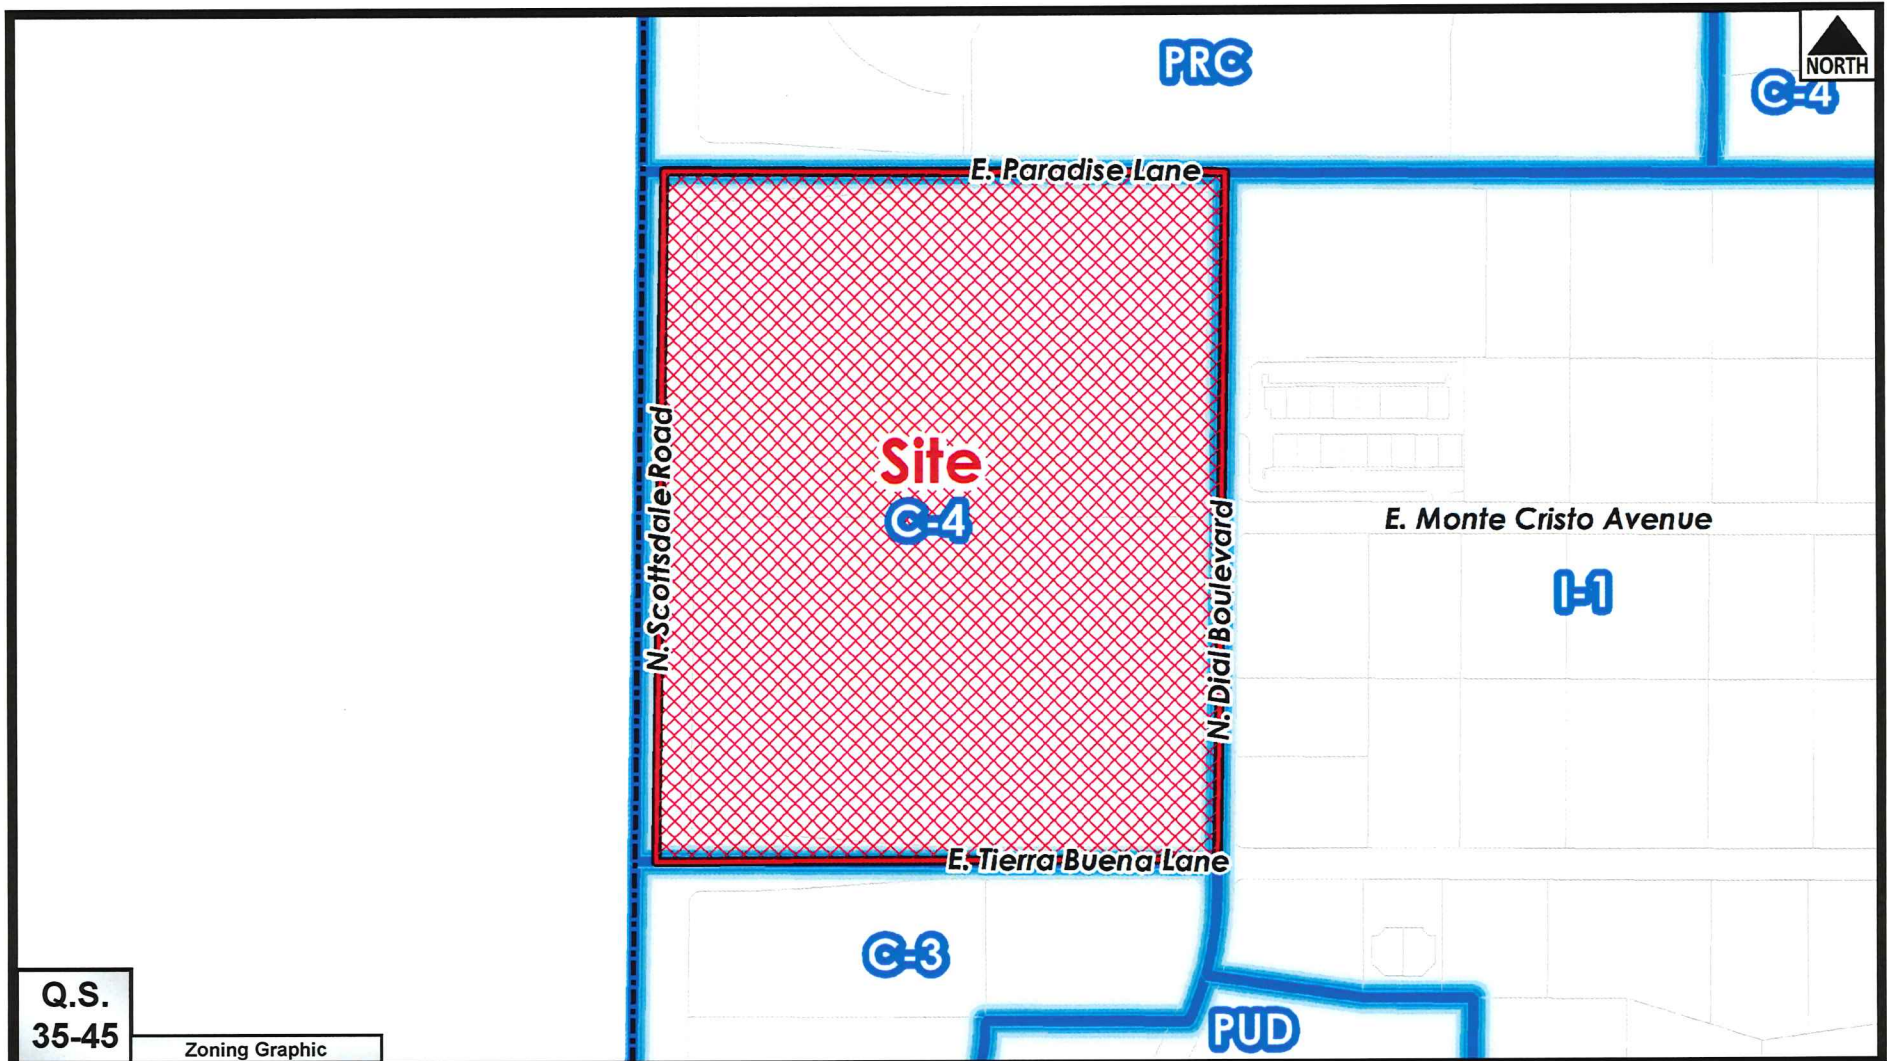 PRC
NORTH
C-4
E. Paradise Lane
N. Scottsdale Road
Site
C-4
N. Dial Boulevard
E. Monte Cristo Avenue
I-1
E. Tierra Buena Lane
C-3
PUD
Q.S.
35-45
Zoning Graphic